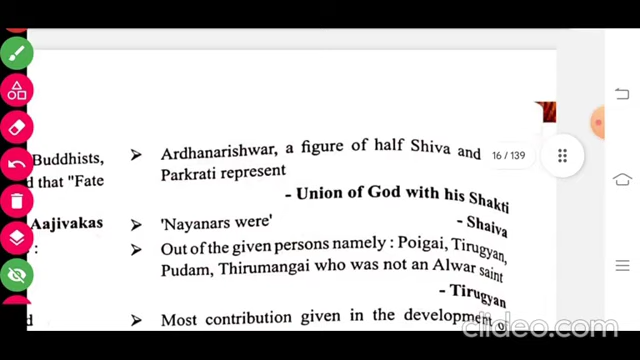 Buddhists,
d that "Fate
Aajivakas
:
d
➤ Ardhanarishwar, a figure of half Shiva and
Parkrati represent
- Union of God with his Shakti
➤ 'Nayanars were'
- Shaiva
➤ Out of the given persons namely : Poigai, Tirugyan,
Pudam, Thirumangai who was not an Alwar saint
- Tirugyan
➤ Most contribution given in the development of
16 / 139
clideo.com